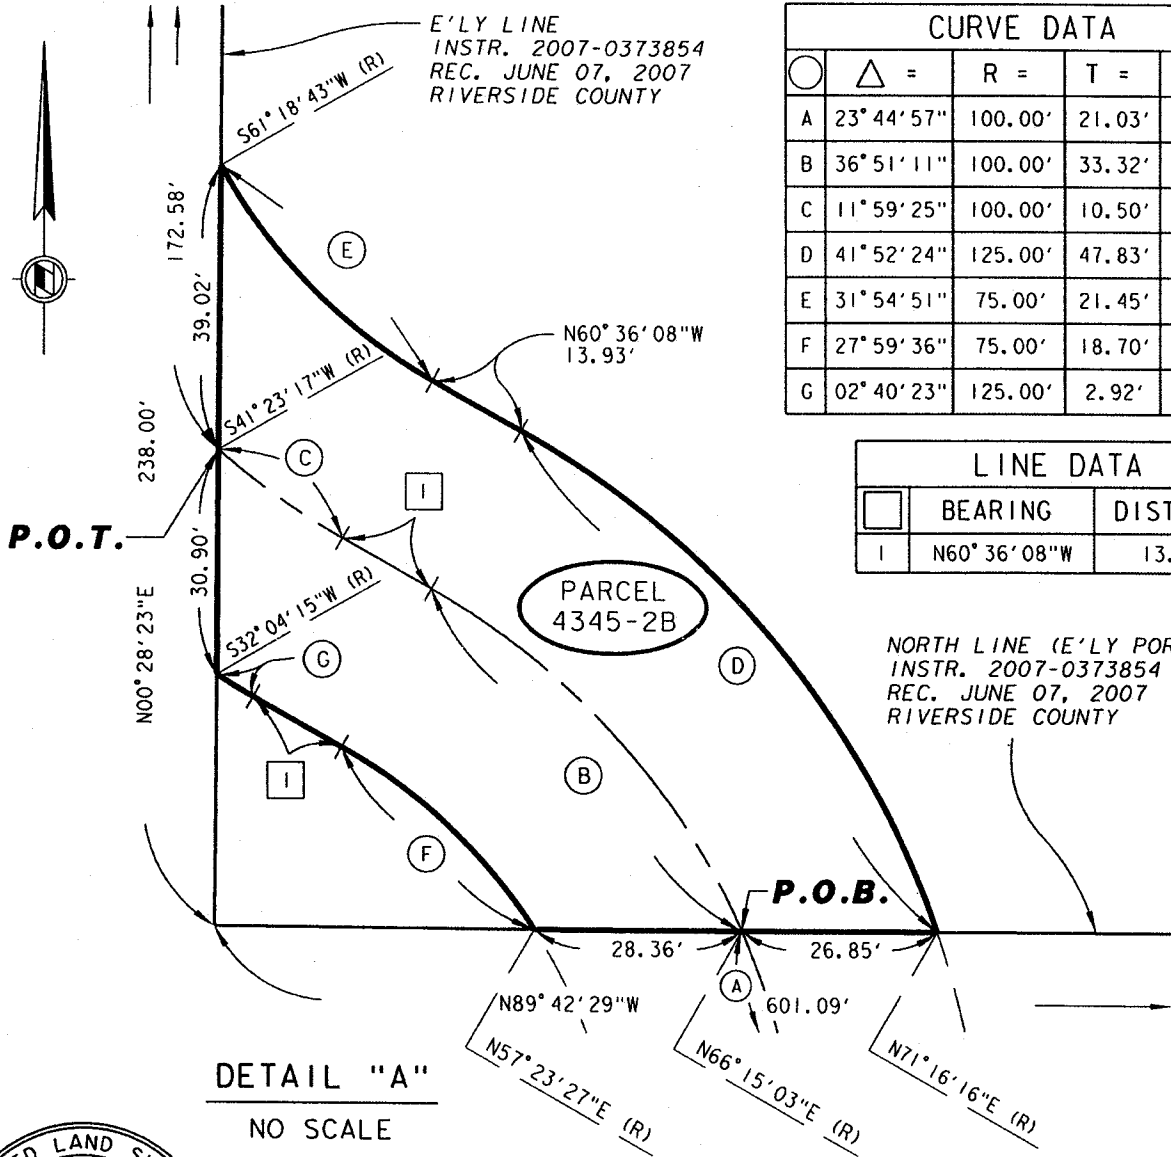 E'LY LINE
INSTR. 2007-0373854
REC. JUNE 07, 2007
RIVERSIDE COUNTY
S61°18'43"W (R)
172.58'
39.02'
E
N60°36'08"W
13.93'
S41°23'17"W (R)
238.00'
C
1
P.O.T.
30.90'
PARCEL
4345-2B
S32°04'15"W (R)
G
D
N00°28'23"E
1
B
F
P.O.B.
28.36'
26.85'
A
N89°42'29"W
601.09'
N57°23'27"E (R)
N66°15'03"E (R)
N71°16'16"E (R)
CURVE DATA
△ = R = T =
A 23°44'57" 100.00' 21.03'
B 36°51'11" 100.00' 33.32'
C 11°59'25" 100.00' 10.50'
D 41°52'24" 125.00' 47.83'
E 31°54'51" 75.00' 21.45'
F 27°59'36" 75.00' 18.70'
G 02°40'23" 125.00' 2.92'
LINE DATA
BEARING DIST
1 N60°36'08"W 13.
NORTH LINE (E'LY POR
INSTR. 2007-0373854
REC. JUNE 07, 2007
RIVERSIDE COUNTY
DETAIL "A"
NO SCALE
LAND